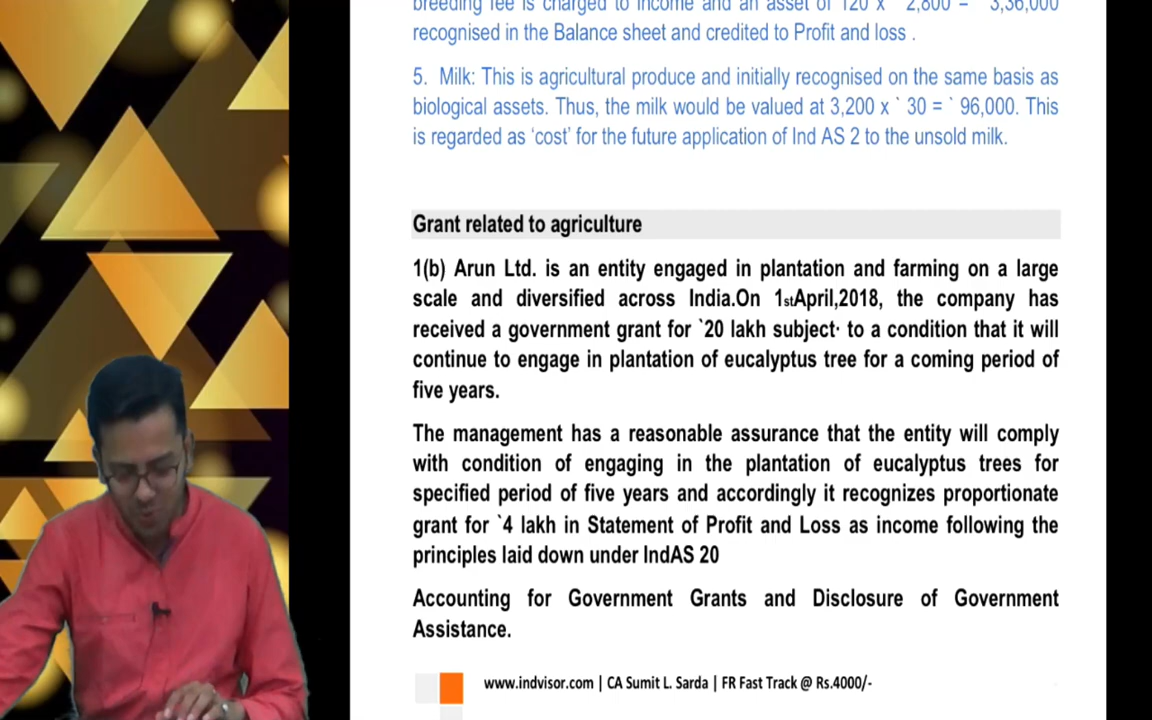 breeding fee is charged to income and an asset of 120 x ` 2,800 = ` 3,36,000
recognised in the Balance sheet and credited to Profit and loss .
5. Milk: This is agricultural produce and initially recognised on the same basis as
biological assets. Thus, the milk would be valued at 3,200 x ` 30 = ` 96,000. This
is regarded as ‘cost’ for the future application of Ind AS 2 to the unsold milk.
Grant related to agriculture
1(b) Arun Ltd. is an entity engaged in plantation and farming on a large
scale and diversified across India.On 1stApril,2018, the company has
received a government grant for `20 lakh subject· to a condition that it will
continue to engage in plantation of eucalyptus tree for a coming period of
five years.
The management has a reasonable assurance that the entity will comply
with condition of engaging in the plantation of eucalyptus trees for
specified period of five years and accordingly it recognizes proportionate
grant for `4 lakh in Statement of Profit and Loss as income following the
principles laid down under IndAS 20
Accounting for Government Grants and Disclosure of Government
Assistance.
www.indvisor.com | CA Sumit L. Sarda | FR Fast Track @ Rs.4000/-